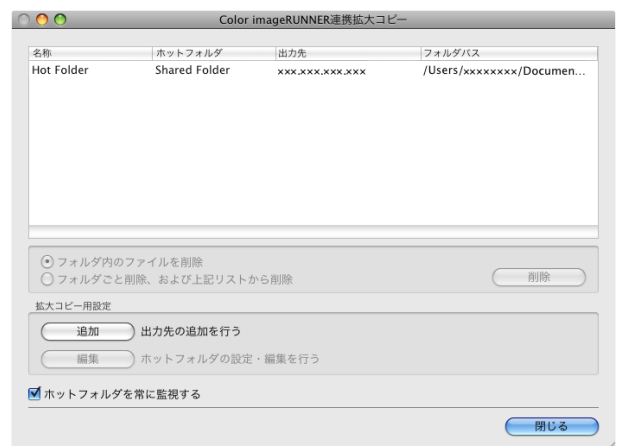 Color imageRUNNER連携拡大コピー
名称 ホットフォルダ 出力先 フォルダパス
Hot Folder Shared Folder xxx.xxx.xxx.xxx /Users/xxxxxxxx/Documen...
フォルダ内のファイルを削除
フォルダごと削除、および上記リストから削除 削除
拡大コピー用設定
追加 出力先の追加を行う
編集 ホットフォルダの設定・編集を行う
ホットフォルダを常に監視する
閉じる